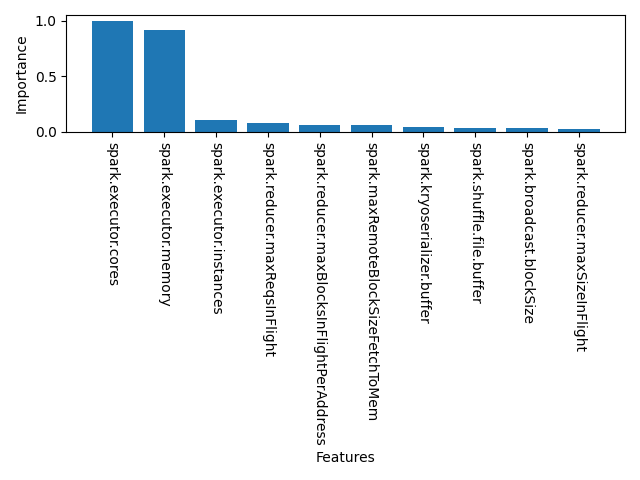 Importance
1.0
0.5
0.0
spark.executor.cores
spark.executor.memory
spark.executor.instances
spark.reducer.maxReqsInFlight
spark.reducer.maxBlocksInFlightPerAddress
spark.maxRemoteBlockSizeFetchToMem
spark.kryoserializer.buffer
spark.shuffle.file.buffer
spark.broadcast.blockSize
spark.reducer.maxSizeInFlight
Features